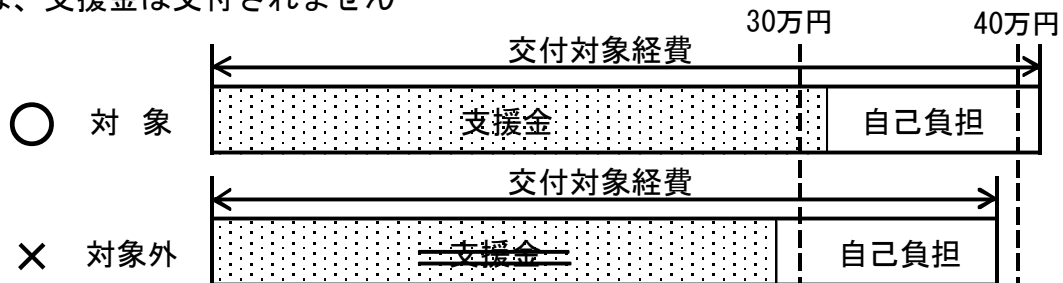 は、支援金は交付されません
30万円 40万円
交付対象経費
○ 対 象 支援金 自己負担
交付対象経費
× 対象外 支援金 自己負担